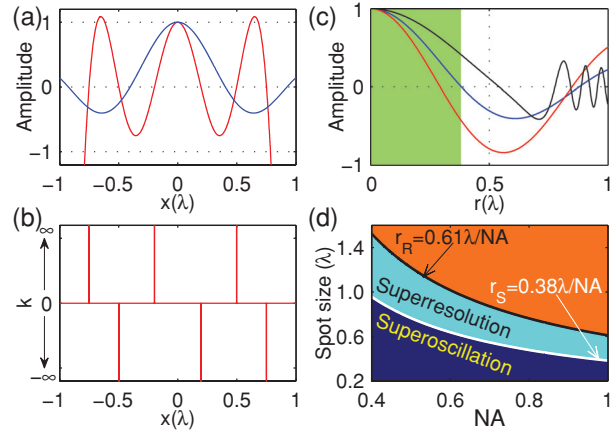 (a)
Amplitude
1
0
-1
-1 -0.5 0 0.5 1
x(λ)
(c)
Amplitude
1
0
-1
0 0.5 1
r(λ)
(b)
k
∞
0
-∞
-1 -0.5 0 0.5 1
x(λ)
(d)
Spot size (λ)
1.4
1.0
0.6
0.2
r_R=0.61λ/NA
r_S=0.38λ/NA
Superresolution
Superoscillation
0.4 0.6 0.8 1
NA